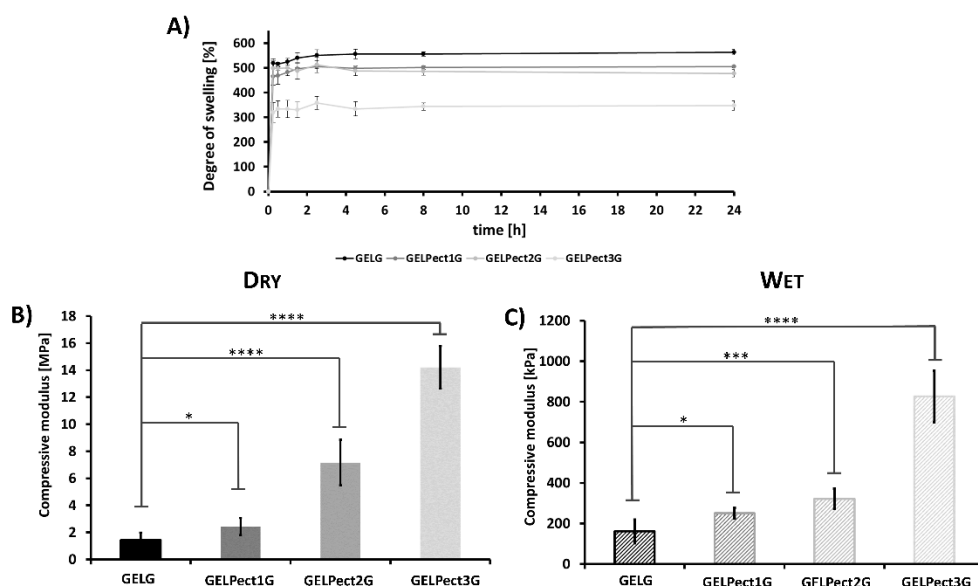 A)
Degree of swelling [%]
600
500
400
300
200
100
0
0 2 4 6 8 10 12 14 16 18 20 22 24
time [h]
GELG GELPect1G GELPect2G GELPect3G
DRY
B)
Compressive modulus [MPa]
18
16
14
12
10
8
6
4
2
0
****
****
*
GELG GELPect1G GELPect2G GELPect3G
WET
C)
Compressive modulus [kPa]
1200
1000
800
600
400
200
0
****
***
*
GELG GELPect1G GELPect2G GELPect3G